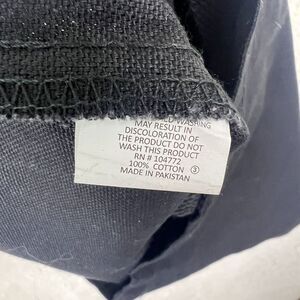 WASHING
MAY RESULT IN
DISCOLORATION OF
THE PRODUCT DO NOT
WASH THIS PRODUCT
RN # 104772
100% COTTON ③
MADE IN PAKISTAN